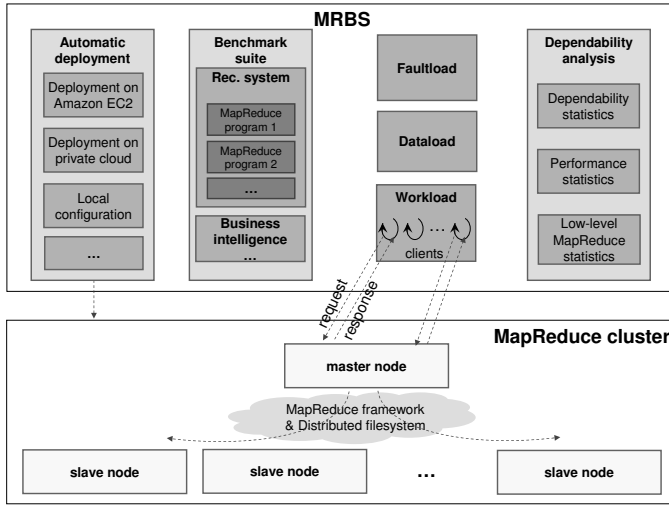 MRBS
Automatic
deployment
Deployment on
Amazon EC2
Deployment on
private cloud
Local
configuration
...
Benchmark
suite
Rec. system
MapReduce
program 1
MapReduce
program 2
...
Business
intelligence
...
Faultload
Dataload
Workload
...
clients
Dependability
analysis
Dependability
statistics
Performance
statistics
Low-level
MapReduce
statistics
request
response
MapReduce cluster
master node
MapReduce framework
& Distributed filesystem
slave node
slave node
...
slave node